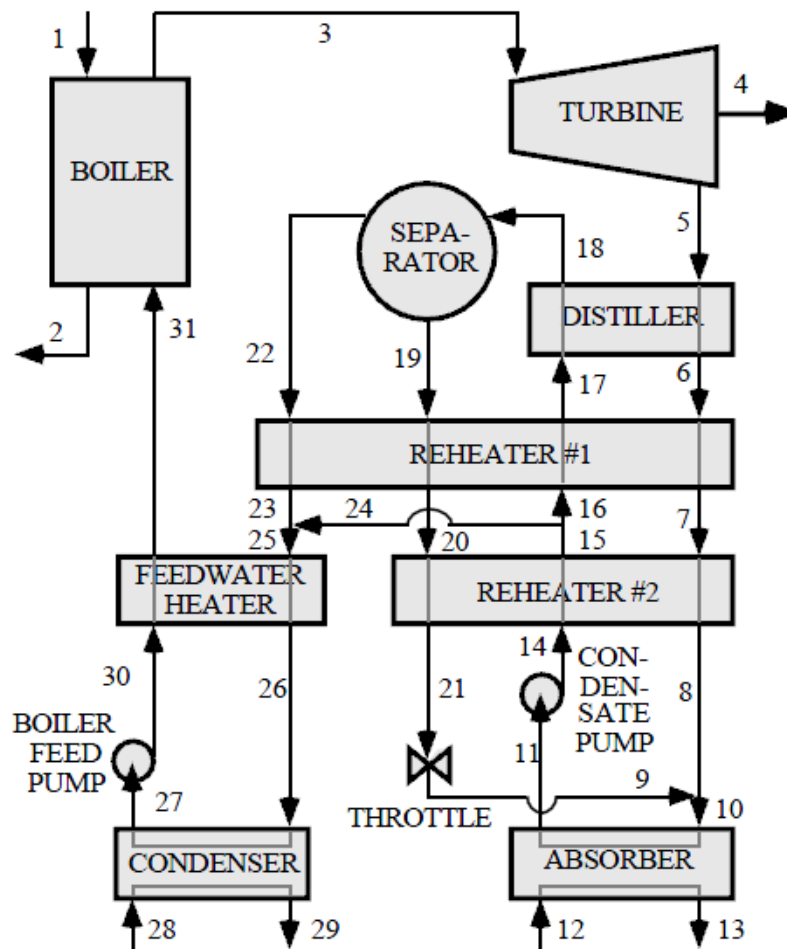 1
3
4
BOILER
TURBINE
SEPA-
RATOR
5
18
2
31
DISTILLER
22
19
17
6
REHEATER #1
23
24
16
7
25
20
15
FEEDWATER
HEATER
REHEATER #2
30
26
14
CON-
DEN-
SATE
PUMP
21
8
BOILER
FEED
PUMP
11
27
9
10
THROTTLE
CONDENSER
ABSORBER
28
29
12
13